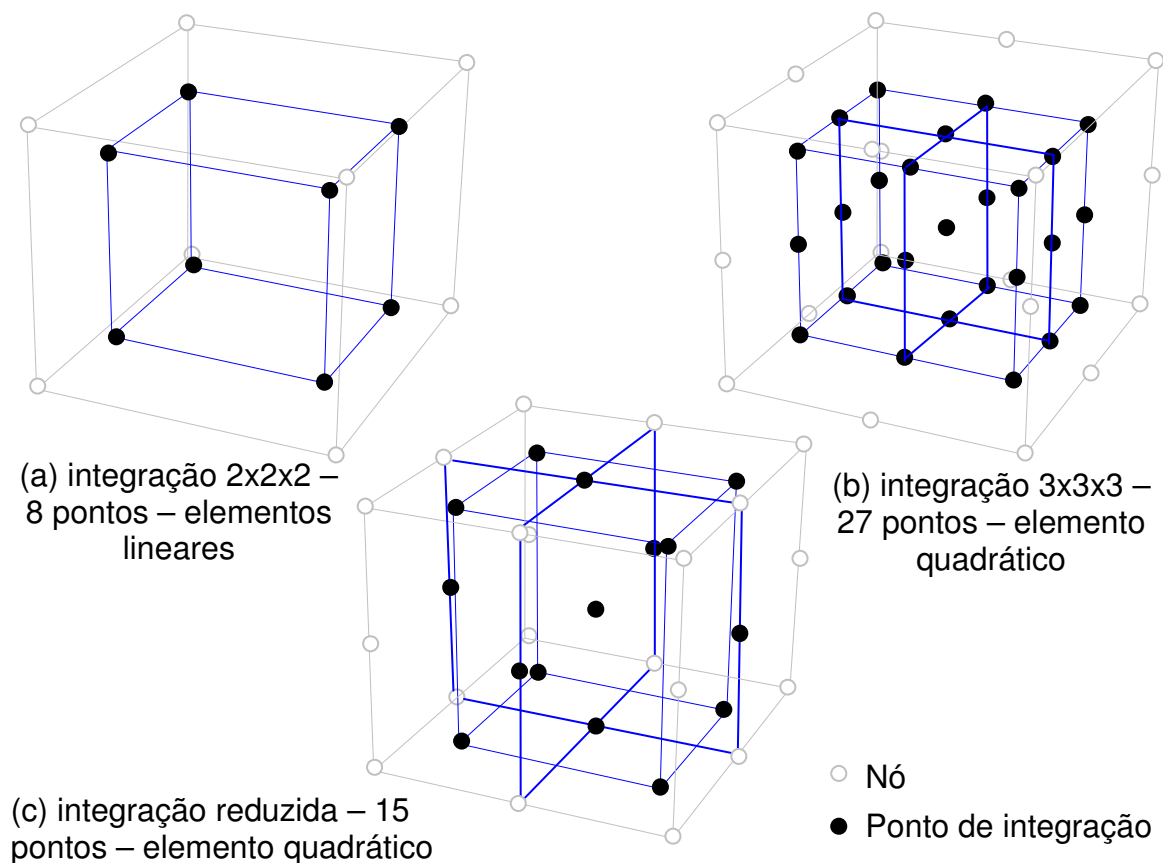 (a) integração 2x2x2 –
8 pontos – elementos
lineares
(b) integração 3x3x3 –
27 pontos – elemento
quadrático
(c) integração reduzida – 15
pontos – elemento quadrático
Nó
Ponto de integração